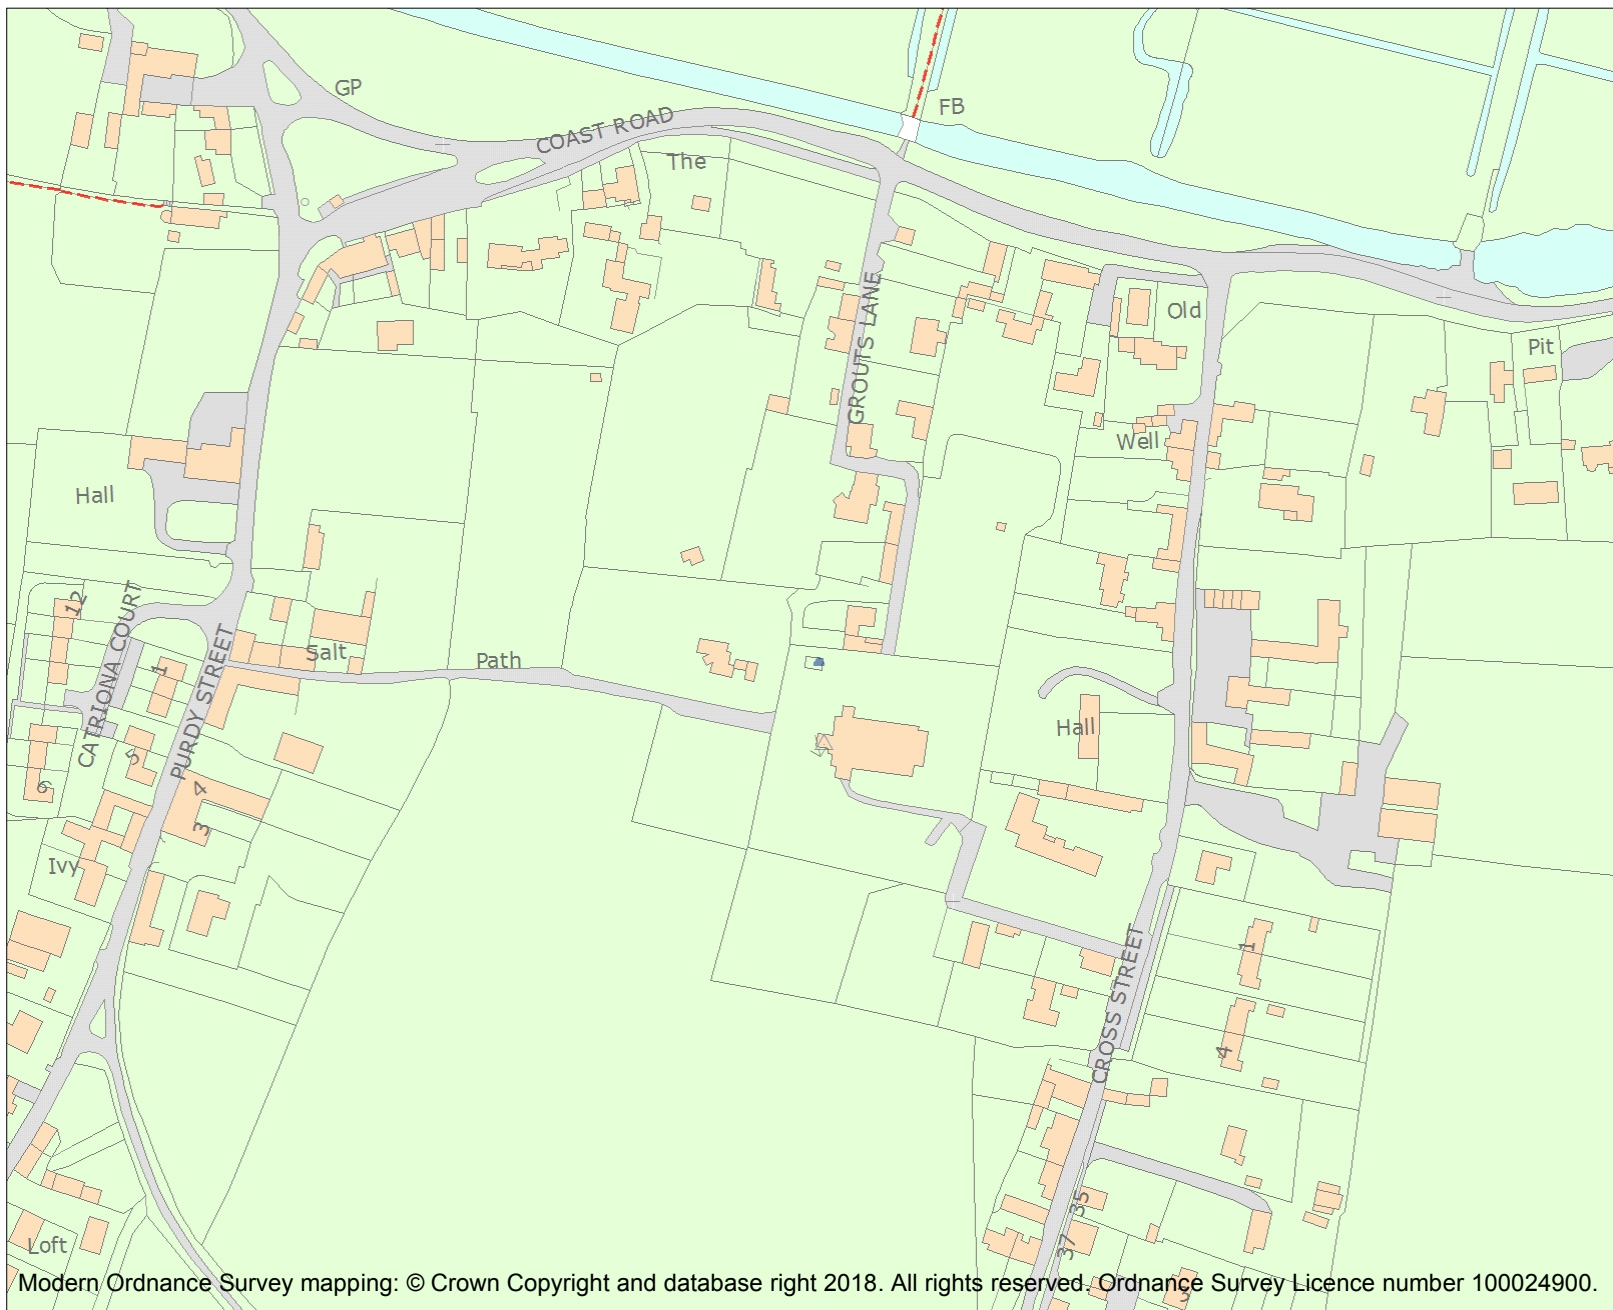 GP
COAST ROAD
FB
The
GROUTS LANE
Old
Pit
Well
Hall
12
CATRIONA COURT
1
PURDY STREET
Salt
Path
Hall
5
6
4
3
Ivy
CROSS STREET
1
4
35
37
3
Loft
Modern Ordnance Survey mapping: © Crown Copyright and database right 2018. All rights reserved. Ordnance Survey Licence number 100024900.